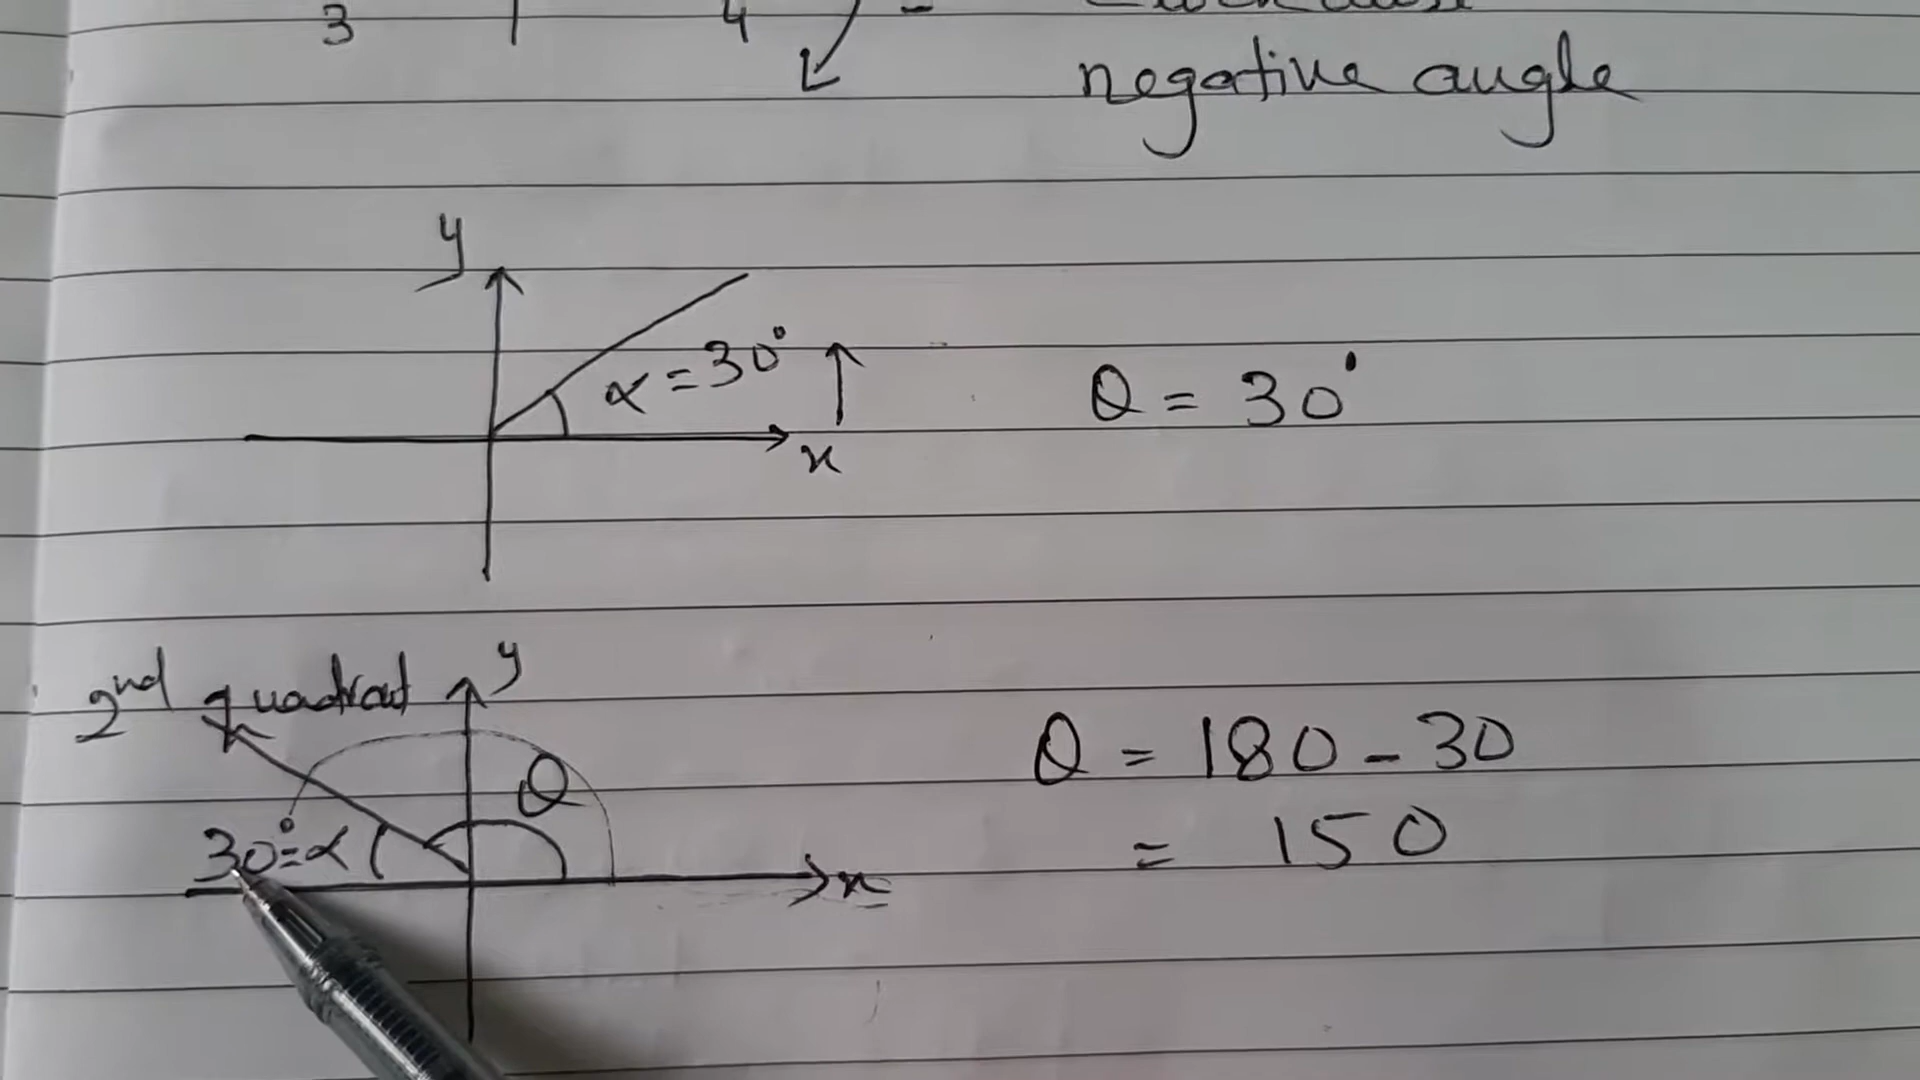 3 4 -
negative angle
y
α = 30°
x
θ = 30°
2nd quadrant
y
θ
30° = α
x
θ = 180 - 30
= 150